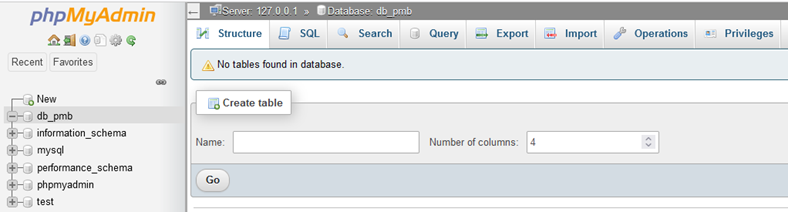 phpMyAdmin
Recent Favorites
New
db_pmb
information_schema
mysql
performance_schema
phpmyadmin
test
Server: 127.0.0.1 » Database: db_pmb
Structure SQL Search Query Export Import Operations Privileges
No tables found in database.
Create table
Name: Number of columns: 4
Go